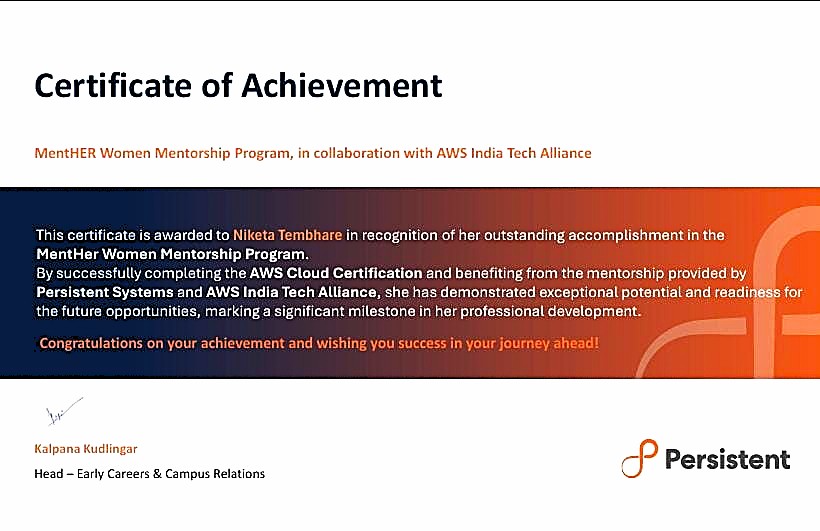 Certificate of Achievement
MentHER Women Mentorship Program, in collaboration with AWS India Tech Alliance
This certificate is awarded to Niketa Tembhare in recognition of her outstanding accomplishment in the
MentHer Women Mentorship Program.
By successfully completing the AWS Cloud Certification and benefiting from the mentorship provided by
Persistent Systems and AWS India Tech Alliance, she has demonstrated exceptional potential and readiness for
the future opportunities, marking a significant milestone in her professional development.
Congratulations on your achievement and wishing you success in your journey ahead!
Kalpana Kudlingar
Head – Early Careers & Campus Relations
Persistent